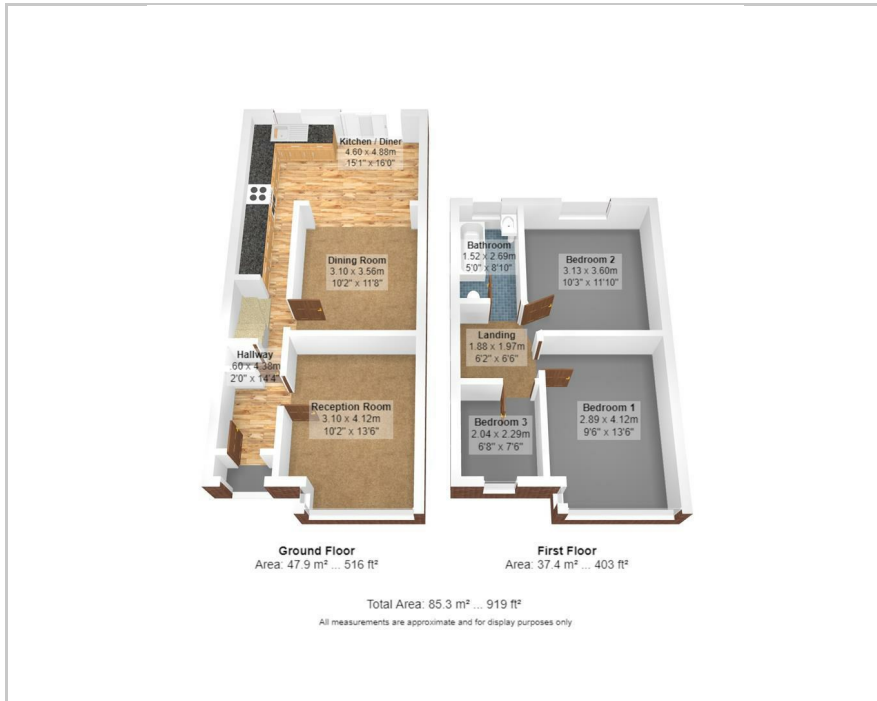 Kitchen / Diner
4.60 x 4.88m
15'1" x 16'0"
Dining Room
3.10 x 3.56m
10'2" x 11'8"
Hallway
.60 x 4.38m
2'0" x 14'4"
Reception Room
3.10 x 4.12m
10'2" x 13'6"
Bathroom
1.52 x 2.69m
5'0" x 8'10"
Bedroom 2
3.13 x 3.60m
10'3" x 11'10"
Landing
1.88 x 1.97m
6'2" x 6'6"
Bedroom 3
2.04 x 2.29m
6'8" x 7'6"
Bedroom 1
2.89 x 4.12m
9'6" x 13'6"
Ground Floor
Area: 47.9 m² ... 516 ft²
First Floor
Area: 37.4 m² ... 403 ft²
Total Area: 85.3 m² ... 919 ft²
All measurements are approximate and for display purposes only